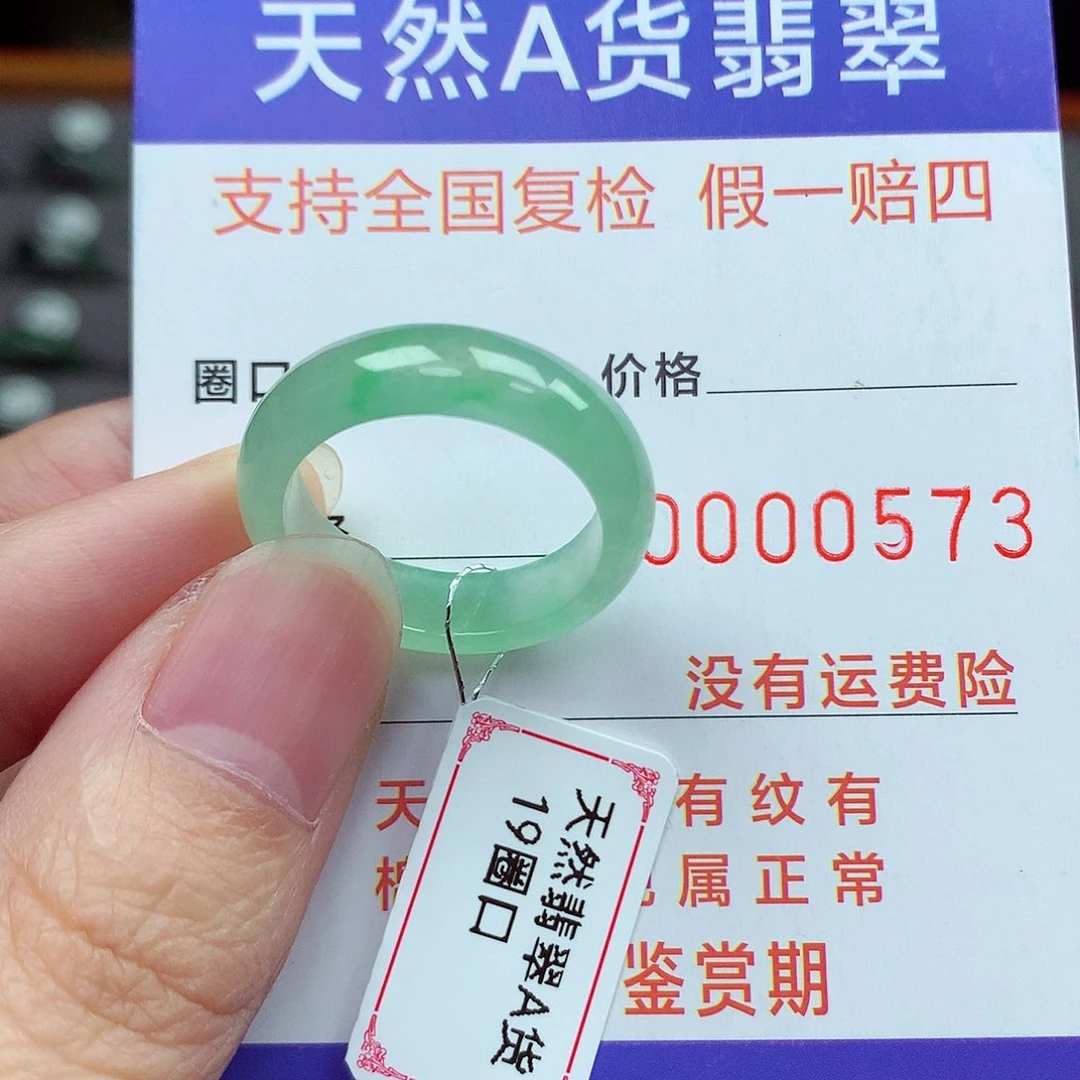 天然A货翡翠
支持全国复检 假一赔四
圈口
价格
0000573
没有运费险
天 有纹有
属正常
鉴赏期
天然翡翠A货
19圈口